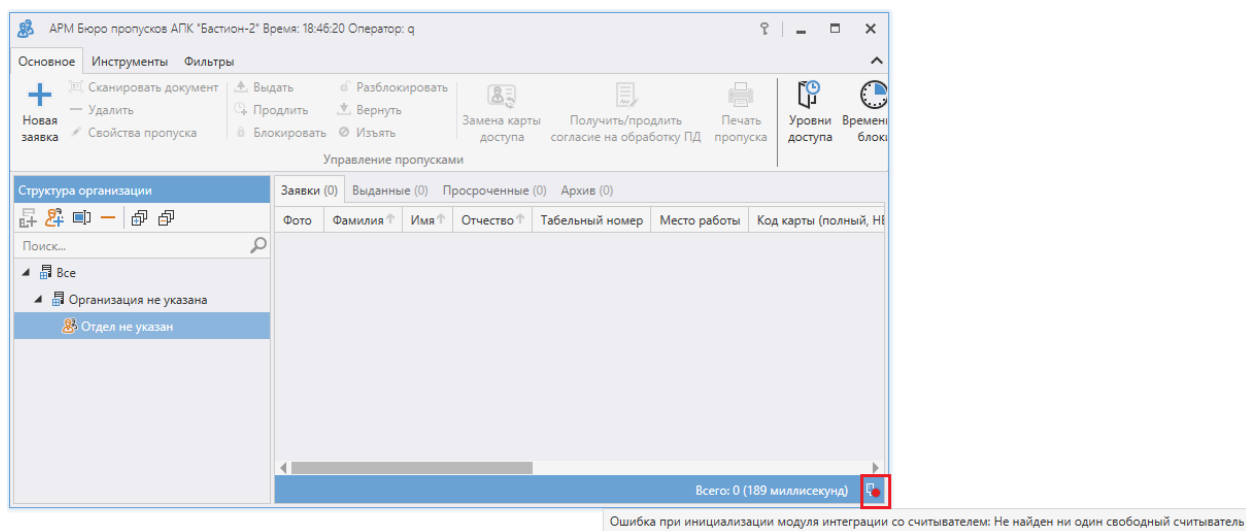 АРМ Бюро пропусков АПК "Бастион-2" Время: 18:46:20 Оператор: q
Основное Инструменты Фильтры
Новая заявка
Сканировать документ
Удалить
Свойства пропуска
Выдать
Продлить
Блокировать
Разблокировать
Вернуть
Изъять
Замена карты
доступа
Получить/продлить
согласие на обработку ПД
Печать
пропуска
Уровни
доступа
Времен
блок
Управление пропусками
Структура организации
Поиск...
Все
Организация не указана
Отдел не указан
Заявки (0) Выданные (0) Просроченные (0) Архив (0)
Фото Фамилия Имя Отчество Табельный номер Место работы Код карты (полный, HE
Всего: 0 (189 миллисекунд)
Ошибка при инициализации модуля интеграции со считывателем: Не найден ни один свободный считыватель